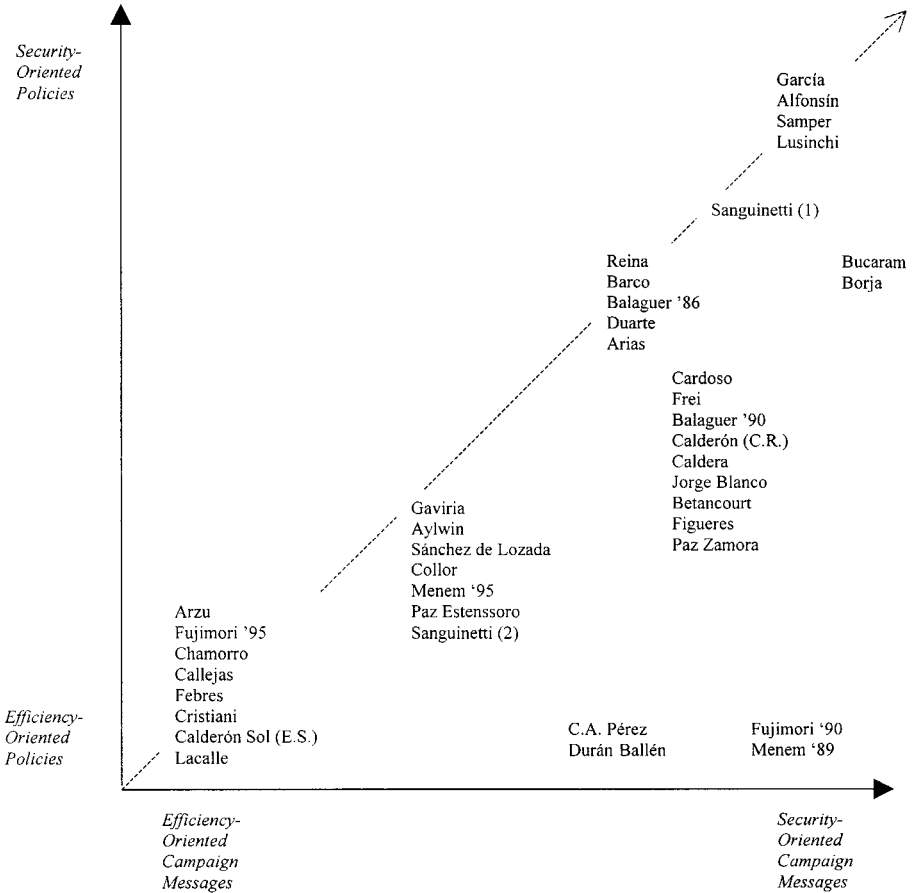 Security-
Oriented
Policies
García
Alfonsín
Samper
Lusinchi
Sanguinetti (1)
Reina
Barco
Balaguer '86
Duarte
Arias
Bucaram
Borja
Cardoso
Frei
Balaguer '90
Calderón (C.R.)
Caldera
Jorge Blanco
Betancourt
Figueres
Paz Zamora
Gaviria
Aylwin
Sánchez de Lozada
Collor
Menem ‘95
Paz Estenssoro
Sanguinetti (2)
Arzu
Fujimori '95
Chamorro
Callejas
Febres
Cristiani
Calderón Sol (E.S.)
Lacalle
Efficiency-
Oriented
Policies
C.A. Pérez
Durán Ballén
Fujimori ‘90
Menem ‘89
Efficiency-
Oriented
Campaign
Messages
Security-
Oriented
Campaign
Messages